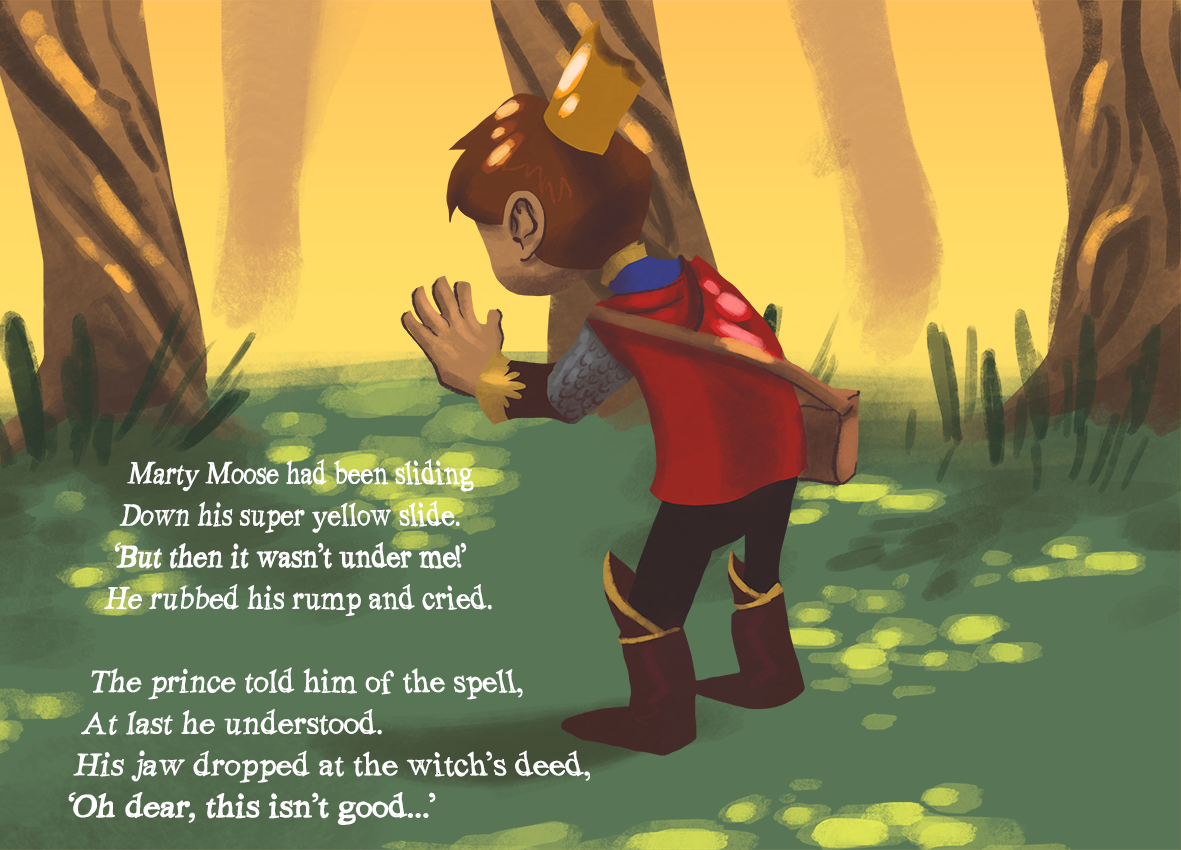 Marty Moose had been sliding
Down his super yellow slide.
‘But then it wasn’t under me!’
He rubbed his rump and cried.
The prince told him of the spell,
At last he understood.
His jaw dropped at the witch’s deed,
‘Oh dear, this isn’t good...’